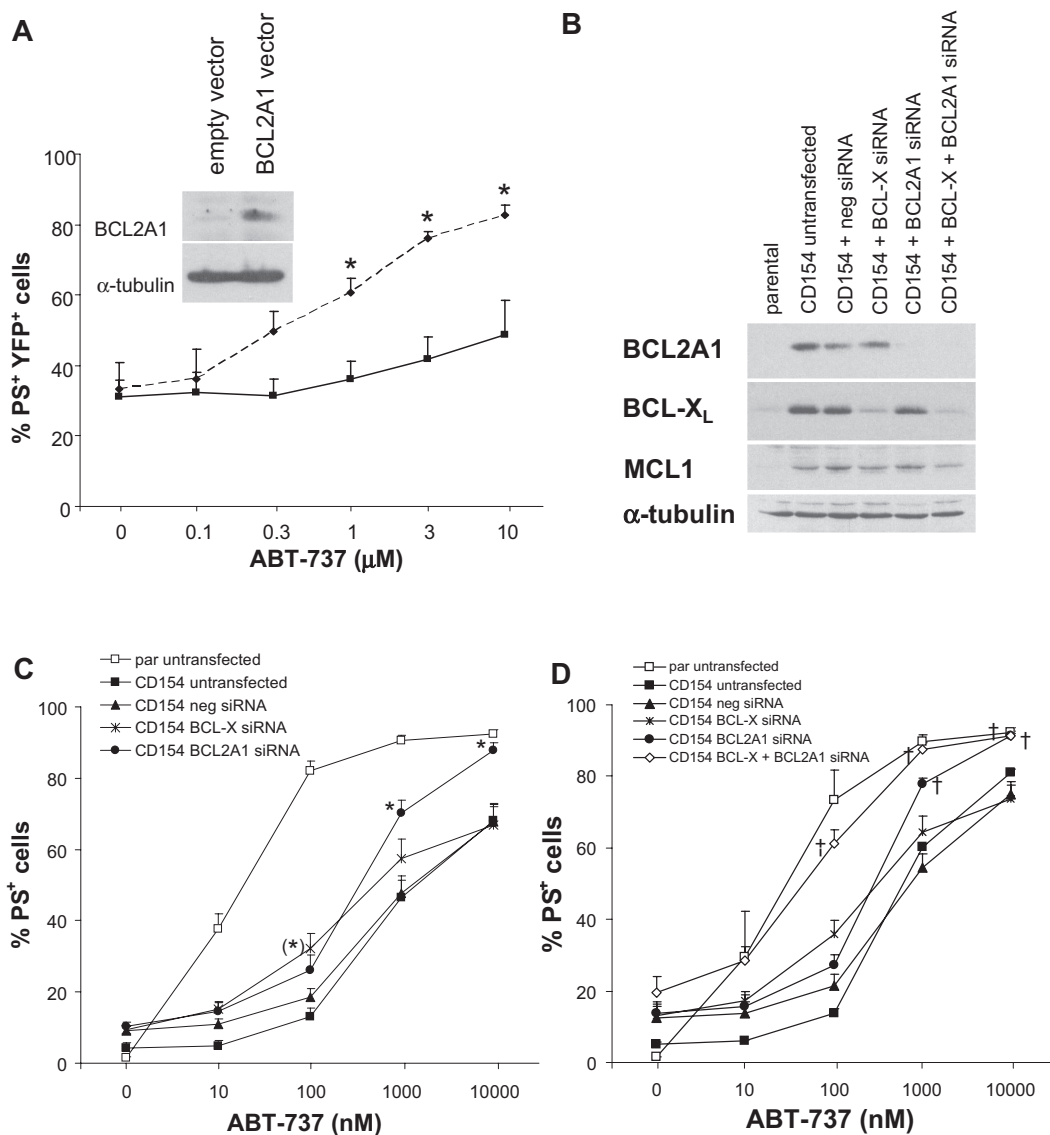 A
empty vector
BCL2A1 vector
BCL2A1
α-tubulin
% PS+ YFP+ cells
100
80
60
40
20
0
*
*
*
*
0
0.1
0.3
1
3
10
ABT-737 (µM)
B
parental
CD154 untransfected
CD154 + neg siRNA
CD154 + BCL-X siRNA
CD154 + BCL2A1 siRNA
CD154 + BCL-X + BCL2A1 siRNA
BCL2A1
BCL-XL
MCL1
α-tubulin
C
par untransfected
CD154 untransfected
CD154 neg siRNA
CD154 BCL-X siRNA
CD154 BCL2A1 siRNA
% PS+ cells
100
80
60
40
20
0
(*)
*
*
0
10
100
1000
10000
ABT-737 (nM)
D
par untransfected
CD154 untransfected
CD154 neg siRNA
CD154 BCL-X siRNA
CD154 BCL2A1 siRNA
CD154 BCL-X + BCL2A1 siRNA
% PS+ cells
100
80
60
40
20
0
†
†
†
†
†
0
10
100
1000
10000
ABT-737 (nM)